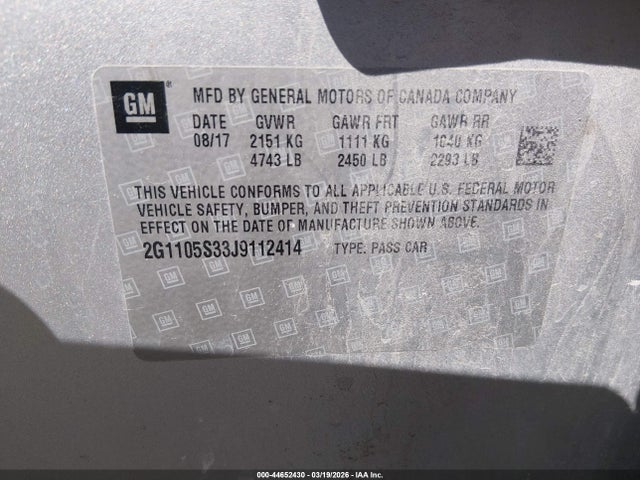 GM
MFD BY GENERAL MOTORS OF CANADA COMPANY
DATE GVWR GAWR FRT GAWR RR
08/17 2151 KG 1111 KG 1040 KG
4743 LB 2450 LB 2293 LB
THIS VEHICLE CONFORMS TO ALL APPLICABLE U.S. FEDERAL MOTOR
VEHICLE SAFETY, BUMPER, AND THEFT PREVENTION STANDARDS IN
EFFECT ON THE DATE OF MANUFACTURE SHOWN ABOVE.
2G1105S33J9112414 TYPE: PASS CAR
000-44652430 - 03/19/2026 - IAA Inc.